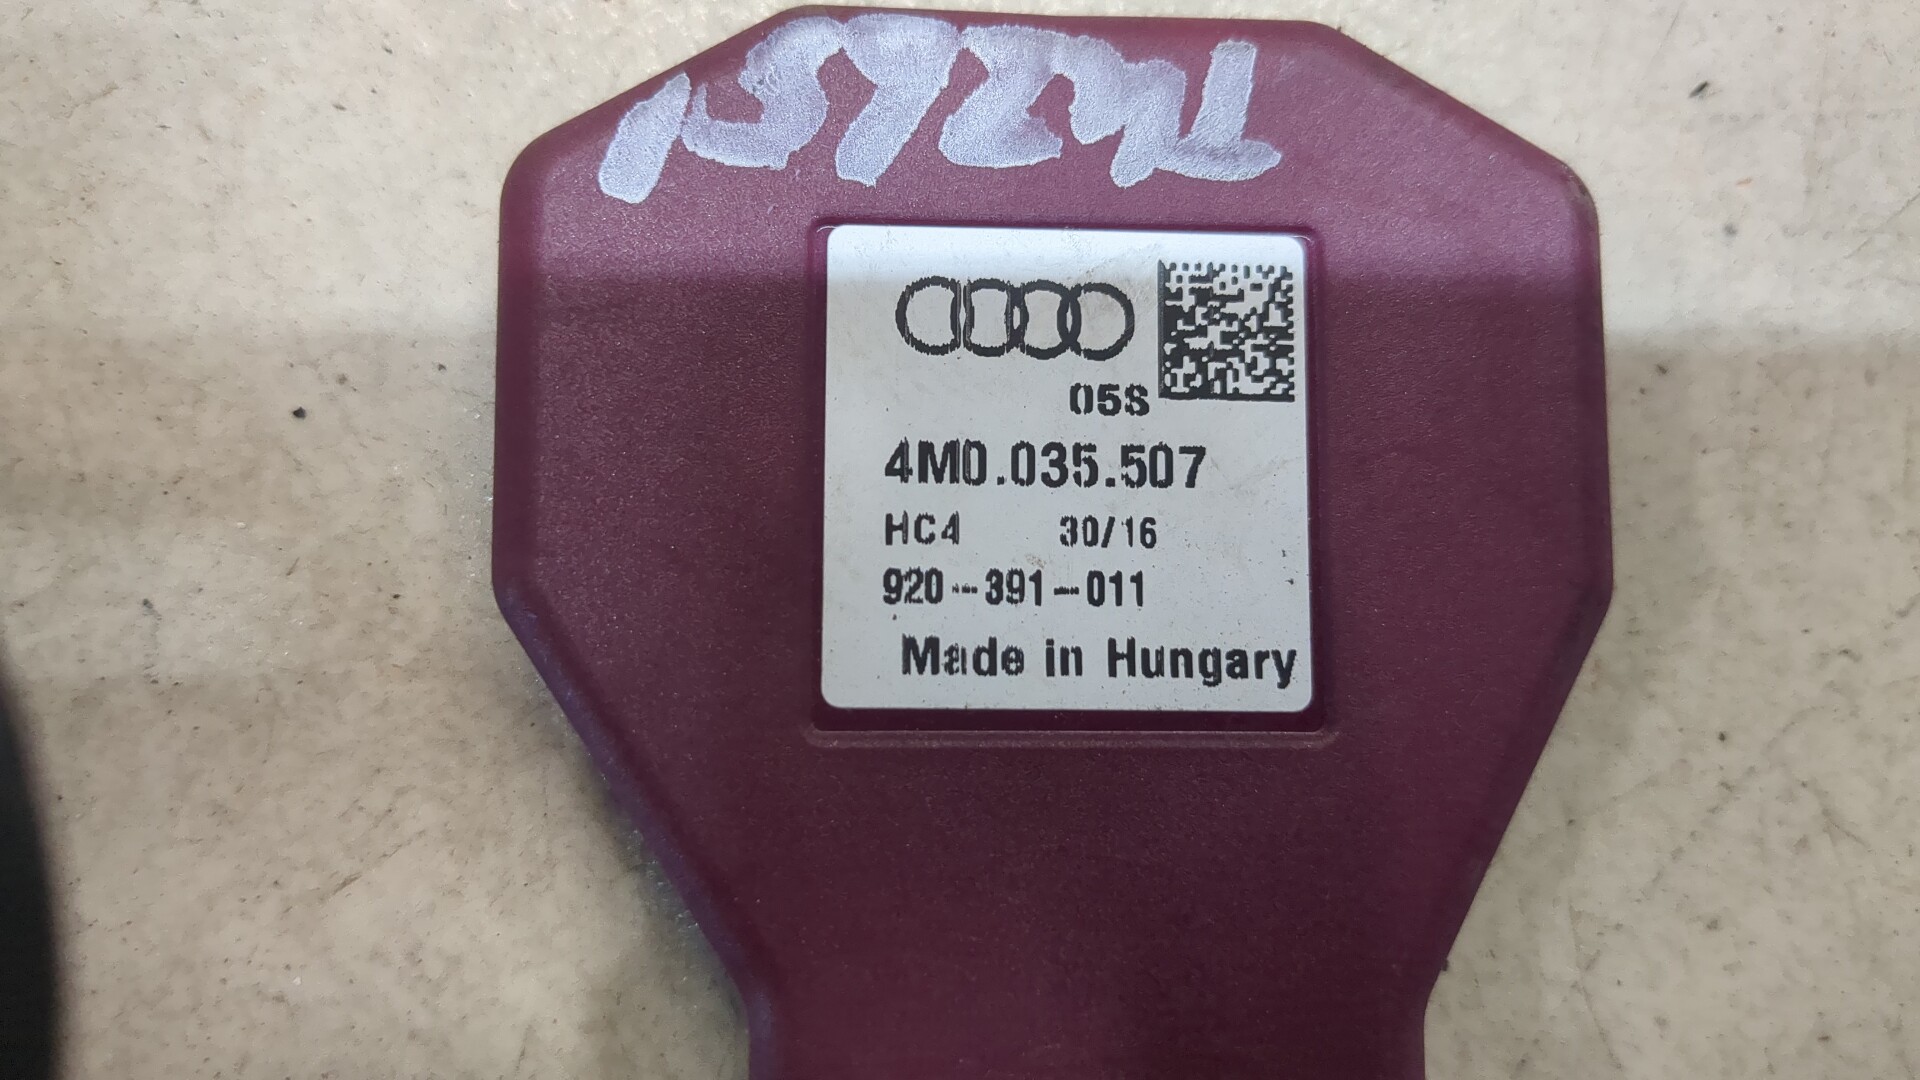 05S
4M0.035.507
HC4 30/16
920-391-011
Made in Hungary